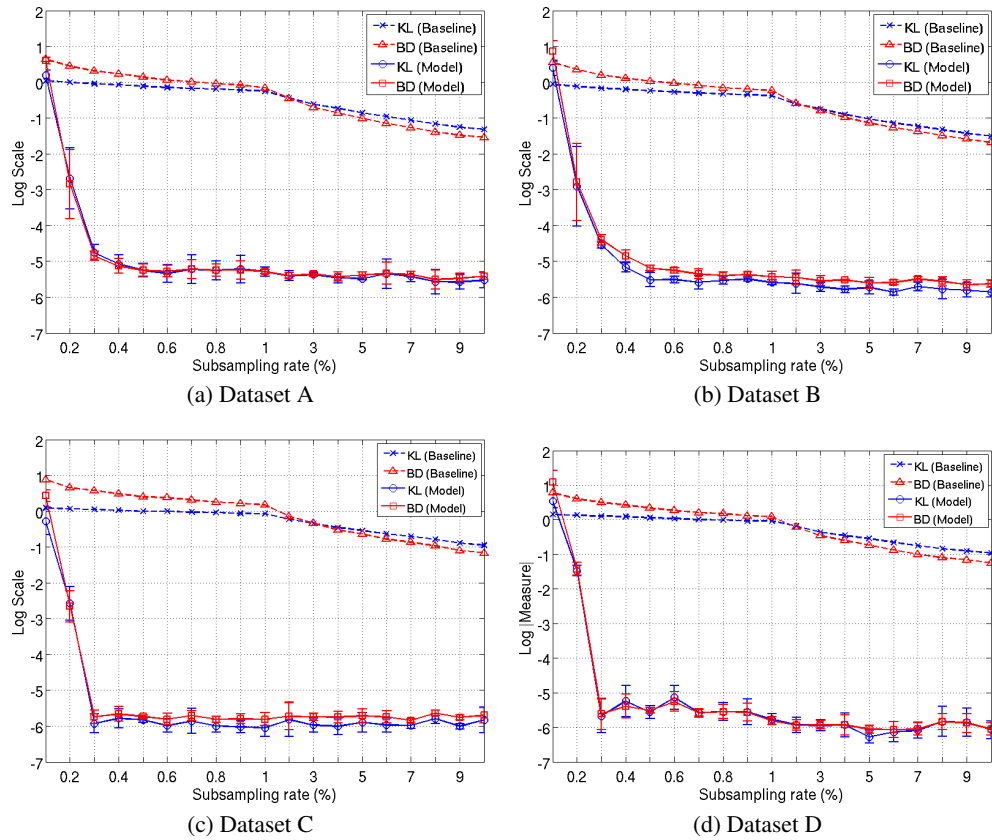 2
1
0
-1
-2
-3
-4
-5
-6
-7
Log Scale
0.2 0.4 0.6 0.8 1 3 5 7 9
Subsampling rate (%)
KL (Baseline)
BD (Baseline)
KL (Model)
BD (Model)
(a) Dataset A
2
1
0
-1
-2
-3
-4
-5
-6
-7
Log Scale
0.2 0.4 0.6 0.8 1 3 5 7 9
Subsampling rate (%)
KL (Baseline)
BD (Baseline)
KL (Model)
BD (Model)
(b) Dataset B
2
1
0
-1
-2
-3
-4
-5
-6
-7
Log Scale
0.2 0.4 0.6 0.8 1 3 5 7 9
Subsampling rate (%)
KL (Baseline)
BD (Baseline)
KL (Model)
BD (Model)
(c) Dataset C
2
1
0
-1
-2
-3
-4
-5
-6
-7
Log |Measure|
0.2 0.4 0.6 0.8 1 3 5 7 9
Subsampling rate (%)
KL (Baseline)
BD (Baseline)
KL (Model)
BD (Model)
(d) Dataset D